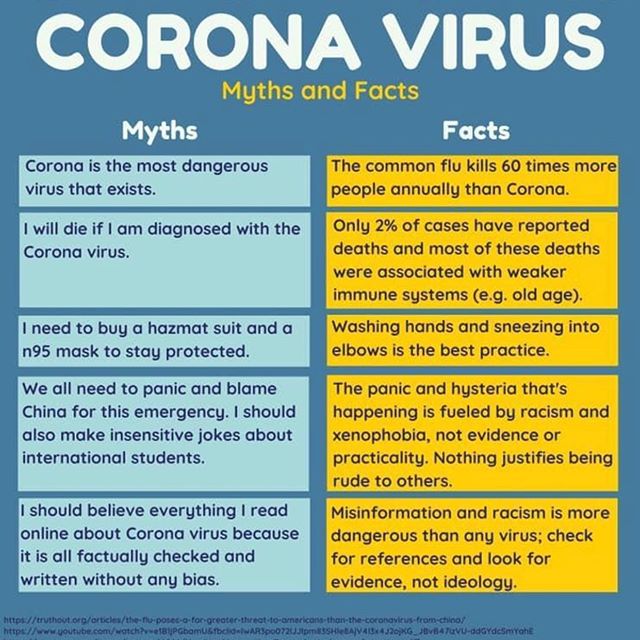 CORONA VIRUS
Myths and Facts
Myths
Facts
Corona is the most dangerous
virus that exists.
The common flu kills 60 times more
people annually than Corona.
I will die if I am diagnosed with the
Corona virus.
Only 2% of cases have reported
deaths and most of these deaths
were associated with weaker
immune systems (e.g. old age).
I need to buy a hazmat suit and a
n95 mask to stay protected.
Washing hands and sneezing into
elbows is the best practice.
We all need to panic and blame
China for this emergency. I should
also make insensitive jokes about
international students.
The panic and hysteria that's
happening is fueled by racism and
xenophobia, not evidence or
practicality. Nothing justifies being
rude to others.
I should believe everything I read
online about Corona virus because
it is all factually checked and
written without any bias.
Misinformation and racism is more
dangerous than any virus; check
for references and look for
evidence, not ideology.
https://truthout.org/articles/the-flu-poses-a-far-greater-threat-to-americans-than-the-coronavirus-from-china/